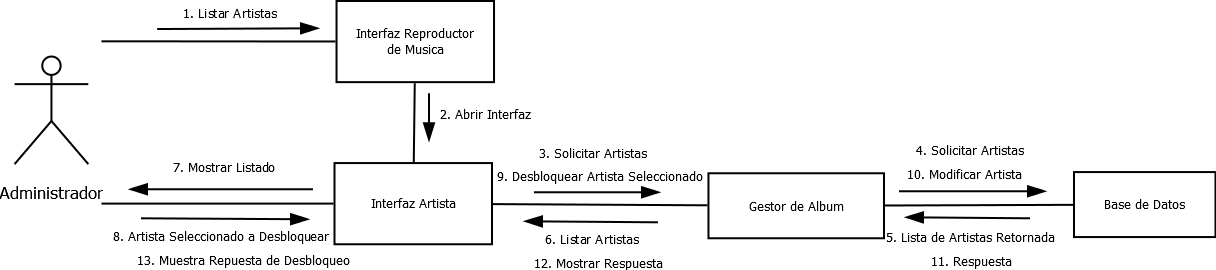 1. Listar Artistas
Interfaz Reproductor
de Musica
2. Abrir Interfaz
Administrador
7. Mostrar Listado
8. Artista Seleccionado a Desbloquear
13. Muestra Repuesta de Desbloqueo
Interfaz Artista
3. Solicitar Artistas
9. Desbloquear Artista Seleccionado
6. Listar Artistas
12. Mostrar Respuesta
Gestor de Album
4. Solicitar Artistas
10. Modificar Artista
5. Lista de Artistas Retornada
11. Respuesta
Base de Datos